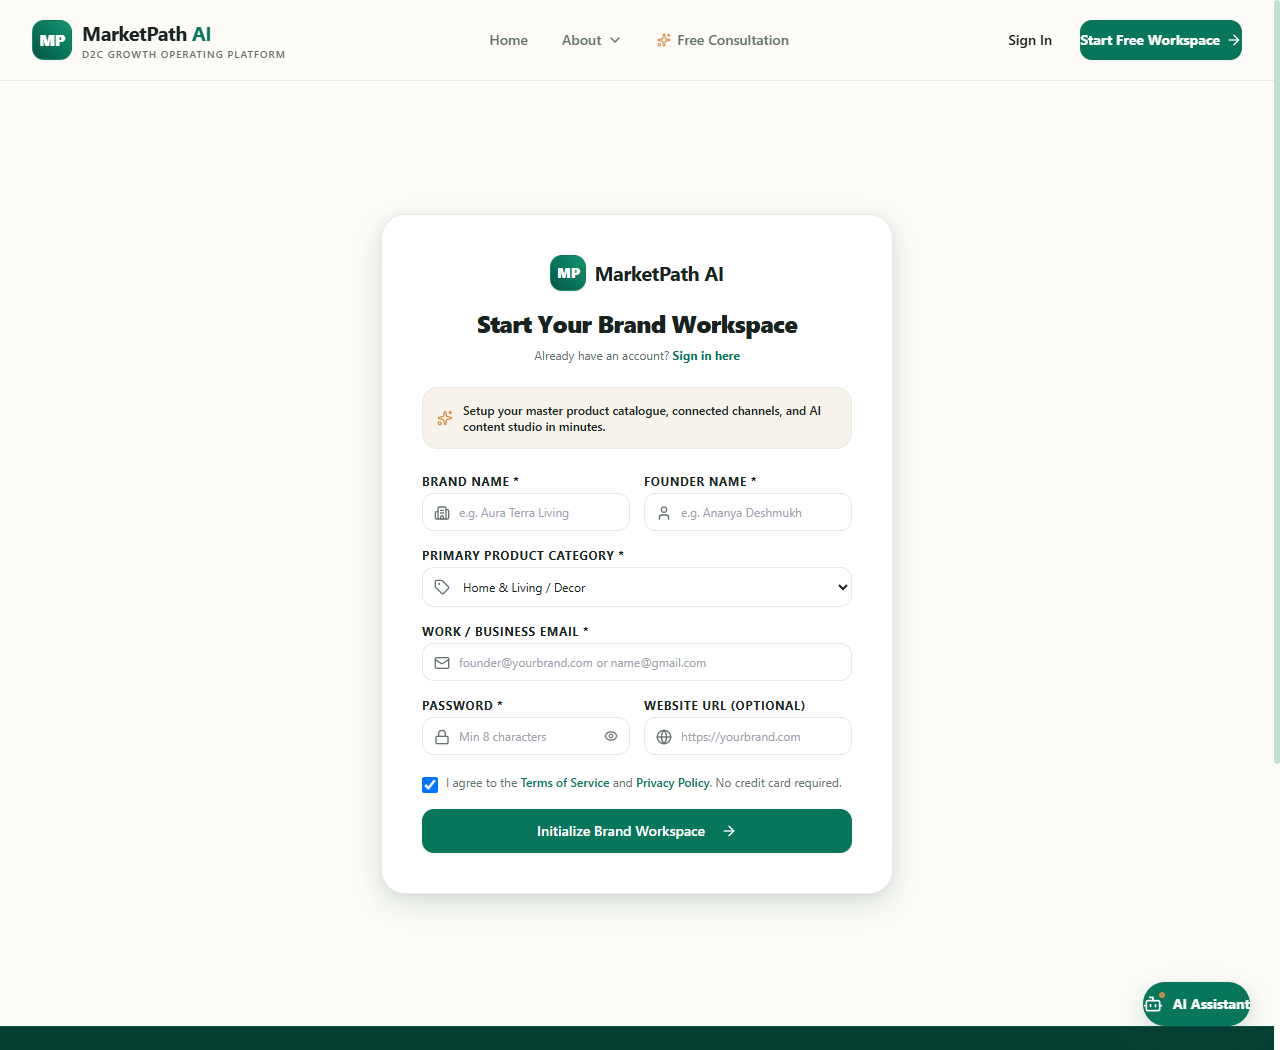 MP
MarketPath AI
D2C GROWTH OPERATING PLATFORM
Home
About
Free Consultation
Sign In
Start Free Workspace
MP
MarketPath AI
Start Your Brand Workspace
Already have an account? Sign in here
Setup your master product catalogue, connected channels, and AI
content studio in minutes.
BRAND NAME *
FOUNDER NAME *
e.g. Aura Terra Living
e.g. Ananya Deshmukh
PRIMARY PRODUCT CATEGORY *
Home & Living / Decor
WORK / BUSINESS EMAIL *
founder@yourbrand.com or name@gmail.com
PASSWORD *
WEBSITE URL (OPTIONAL)
Min 8 characters
https://yourbrand.com
I agree to the Terms of Service and Privacy Policy. No credit card required.
Initialize Brand Workspace
AI Assistant